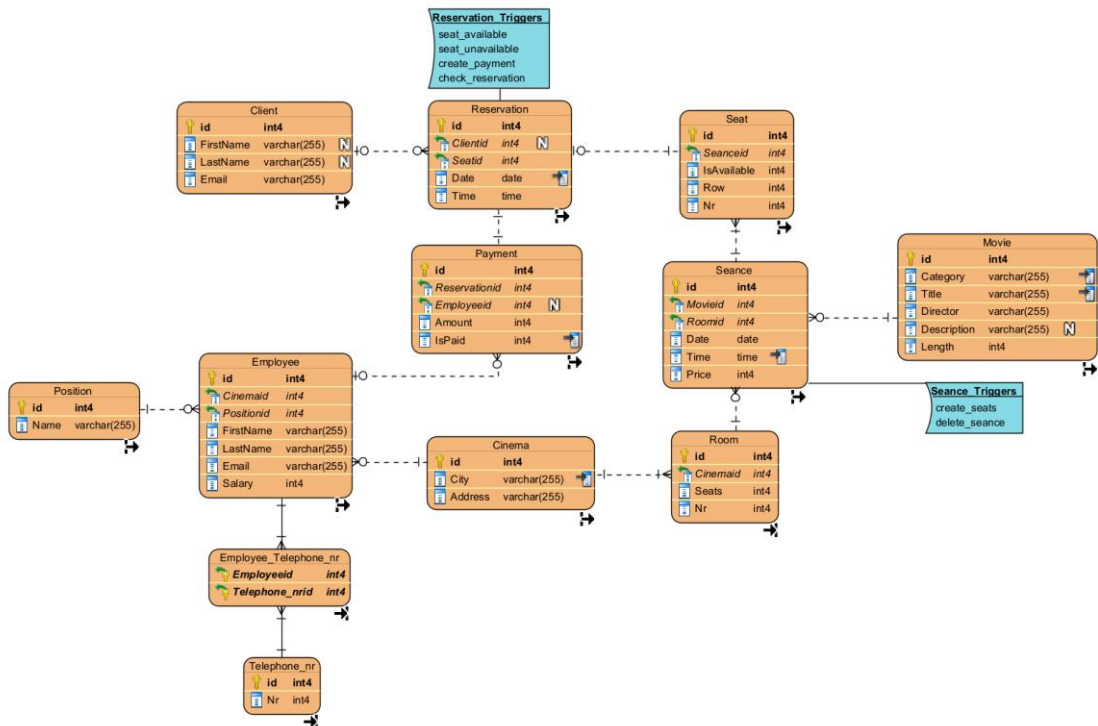 Reservation_Triggers
seat_available
seat_unavailable
create_payment
check_reservation
Client
id int4
FirstName varchar(255) N
LastName varchar(255) N
Email varchar(255)
Reservation
id int4
Clientid int4 N
Seatid int4
Date date
Time time
Seat
id int4
Seanceid int4
IsAvailable int4
Row int4
Nr int4
Payment
id int4
Reservationid int4
Employeeid int4 N
Amount int4
IsPaid int4
Seance
id int4
Movieid int4
Roomid int4
Date date
Time time
Price int4
Movie
id int4
Category varchar(255)
Title varchar(255)
Director varchar(255)
Description varchar(255) N
Length int4
Seance_Triggers
create_seats
delete_seance
Position
id int4
Name varchar(255)
Employee
id int4
Cinemaid int4
Positionid int4
FirstName varchar(255)
LastName varchar(255)
Email varchar(255)
Salary int4
Cinema
id int4
City varchar(255)
Address varchar(255)
Room
id int4
Cinemaid int4
Seats int4
Nr int4
Employee_Telephone_nr
Employeeid int4
Telephone_nrid int4
Telephone_nr
id int4
Nr int4